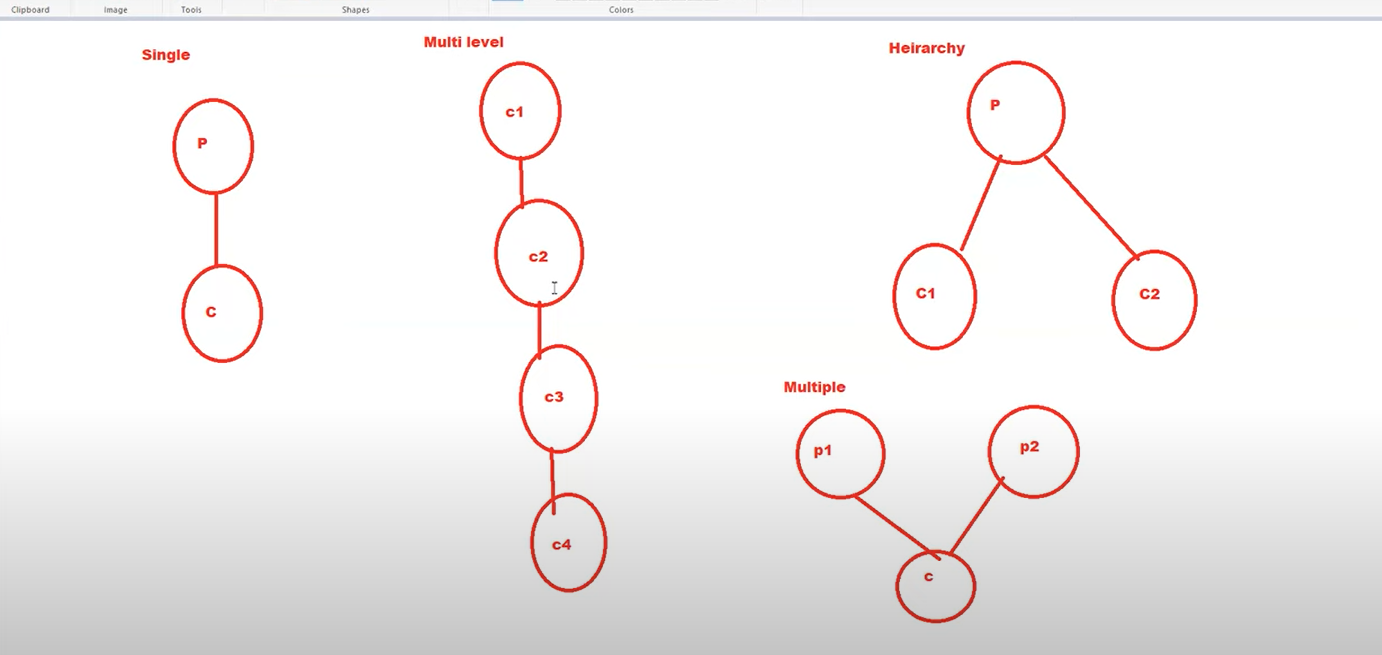 Clipboard
Image
Tools
Shapes
Colors
Single
P
C
Multi level
c1
c2
c3
c4
Heirarchy
P
C1
C2
Multiple
p1
p2
c